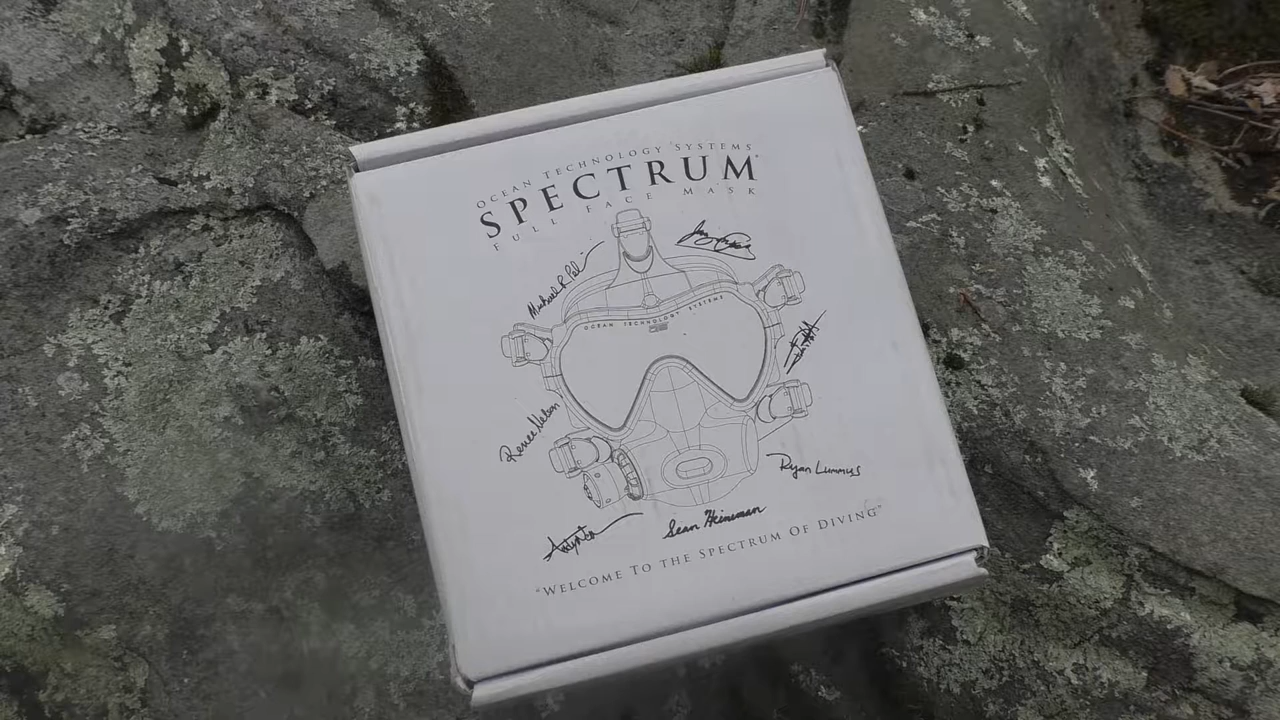 OCEAN TECHNOLOGY SYSTEMS
SPECTRUM®
FULL FACE MASK
OCEAN TECHNOLOGY SYSTEMS
Renee Nelson
Ryan Lummus
Sean Heineman
"WELCOME TO THE SPECTRUM OF DIVING"